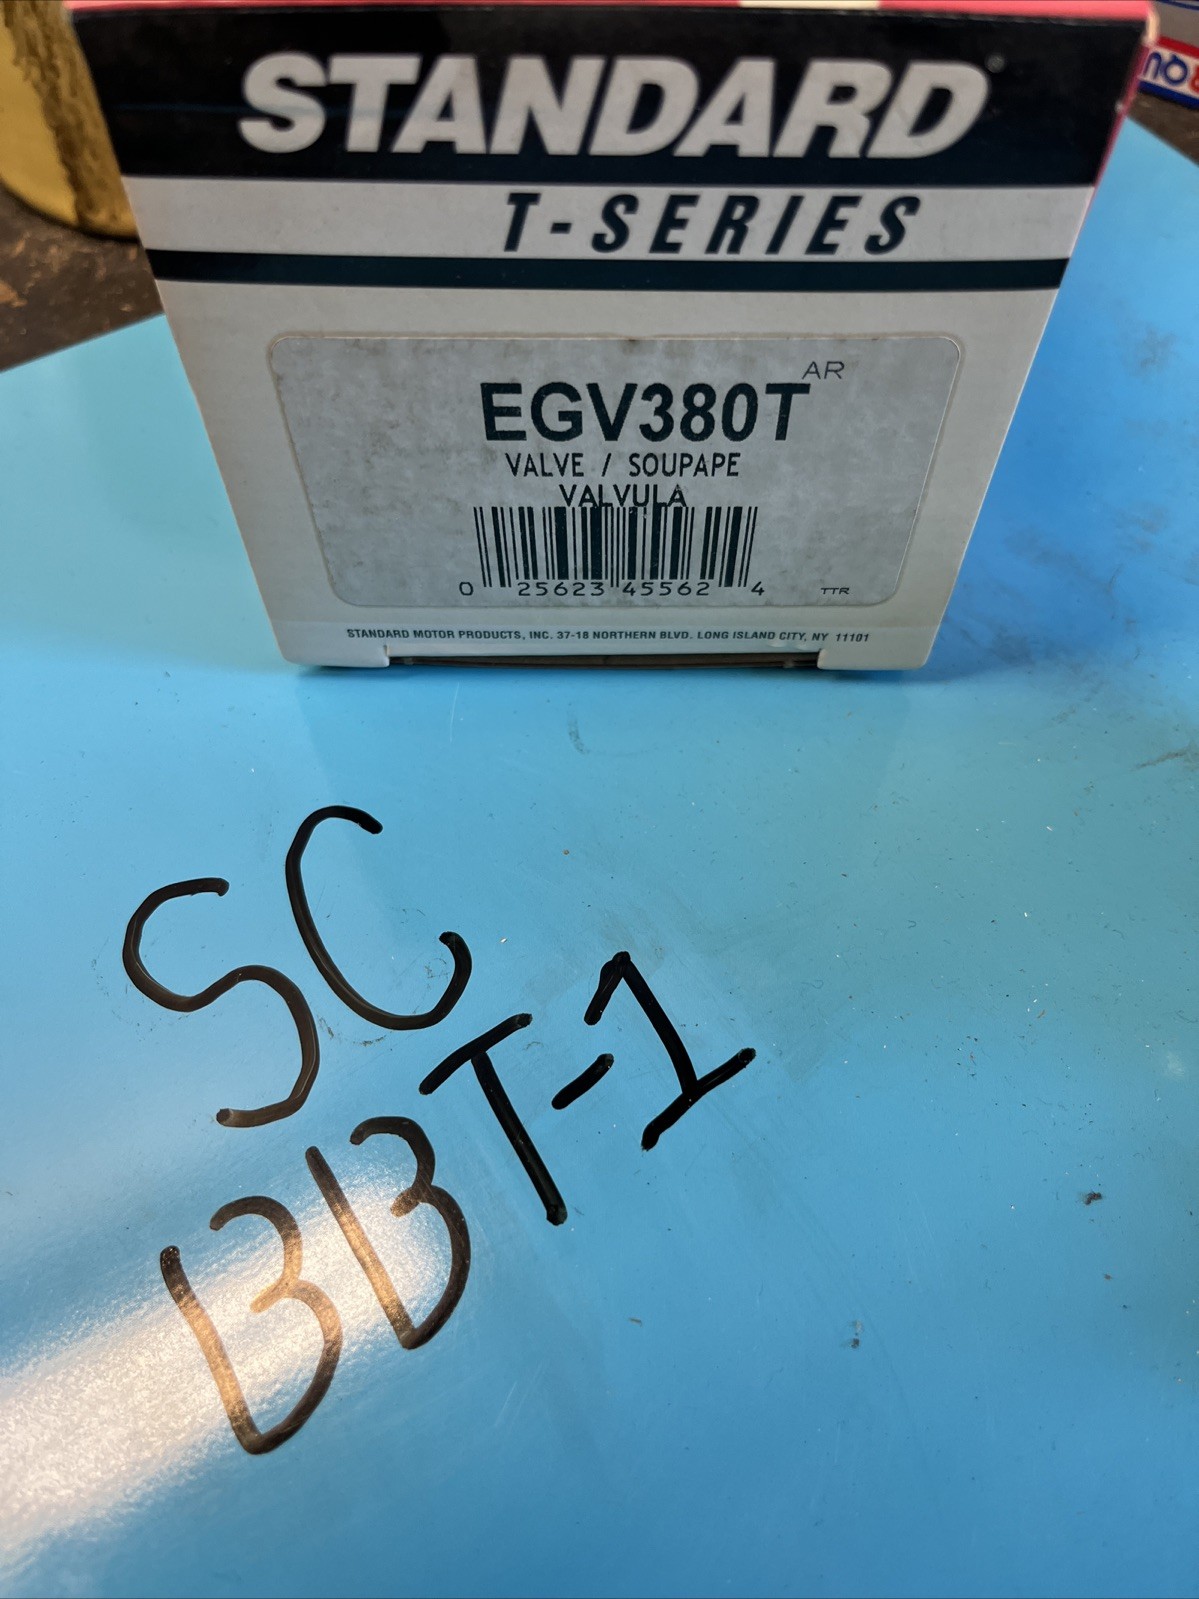 STANDARD®
T-SERIES
AR
EGV380T
VALVE / SOUPAPE
VALVULA
0 25623 45562 4
TTR
STANDARD MOTOR PRODUCTS, INC. 37-18 NORTHERN BLVD. LONG ISLAND CITY, NY 11101
SC
BBT-1